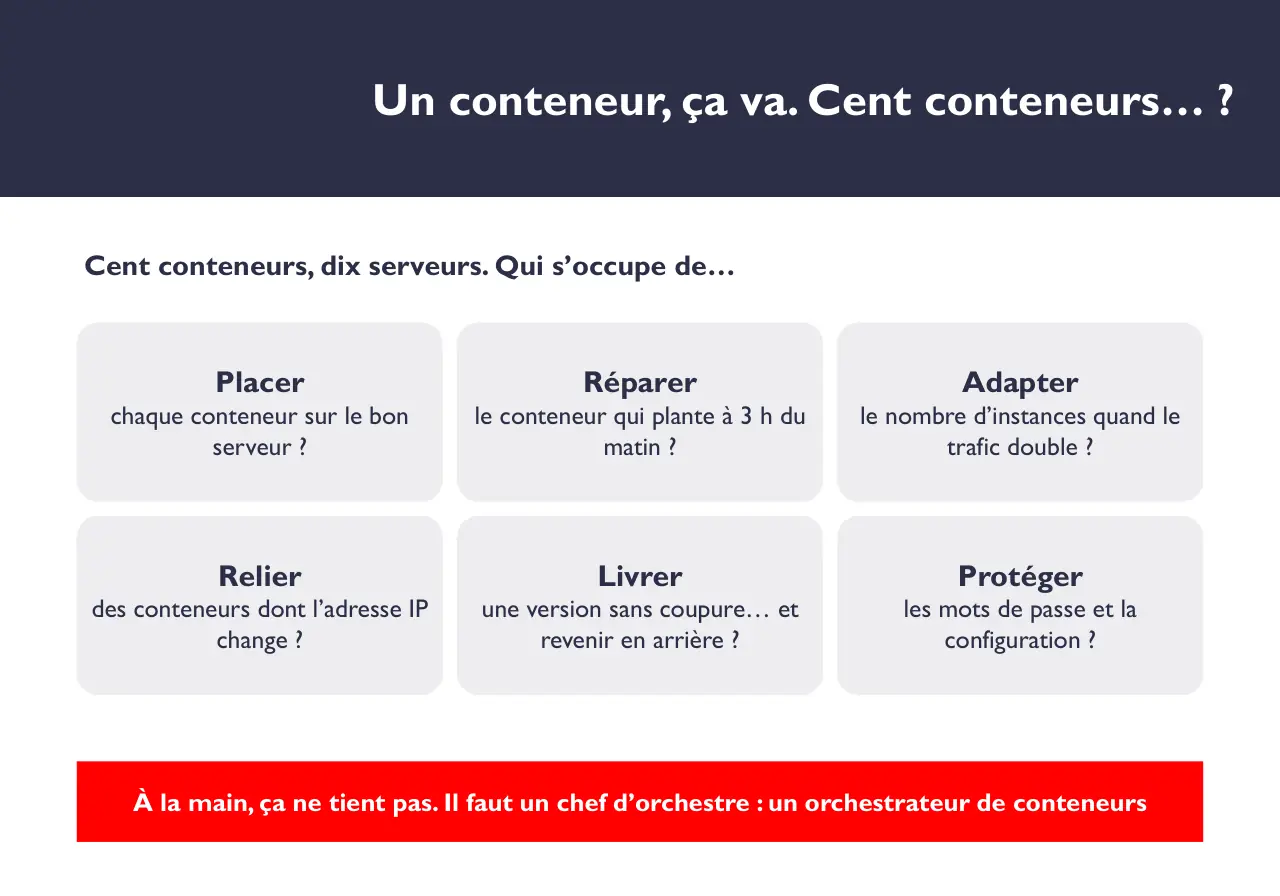 Un conteneur, ça va. Cent conteneurs… ?
Cent conteneurs, dix serveurs. Qui s’occupe de…
Placer
chaque conteneur sur le bon
serveur ?
Réparer
le conteneur qui plante à 3 h du
matin ?
Adapter
le nombre d’instances quand le
trafic double ?
Relier
des conteneurs dont l’adresse IP
change ?
Livrer
une version sans coupure… et
revenir en arrière ?
Protéger
les mots de passe et la
configuration ?
À la main, ça ne tient pas. Il faut un chef d’orchestre : un orchestrateur de conteneurs